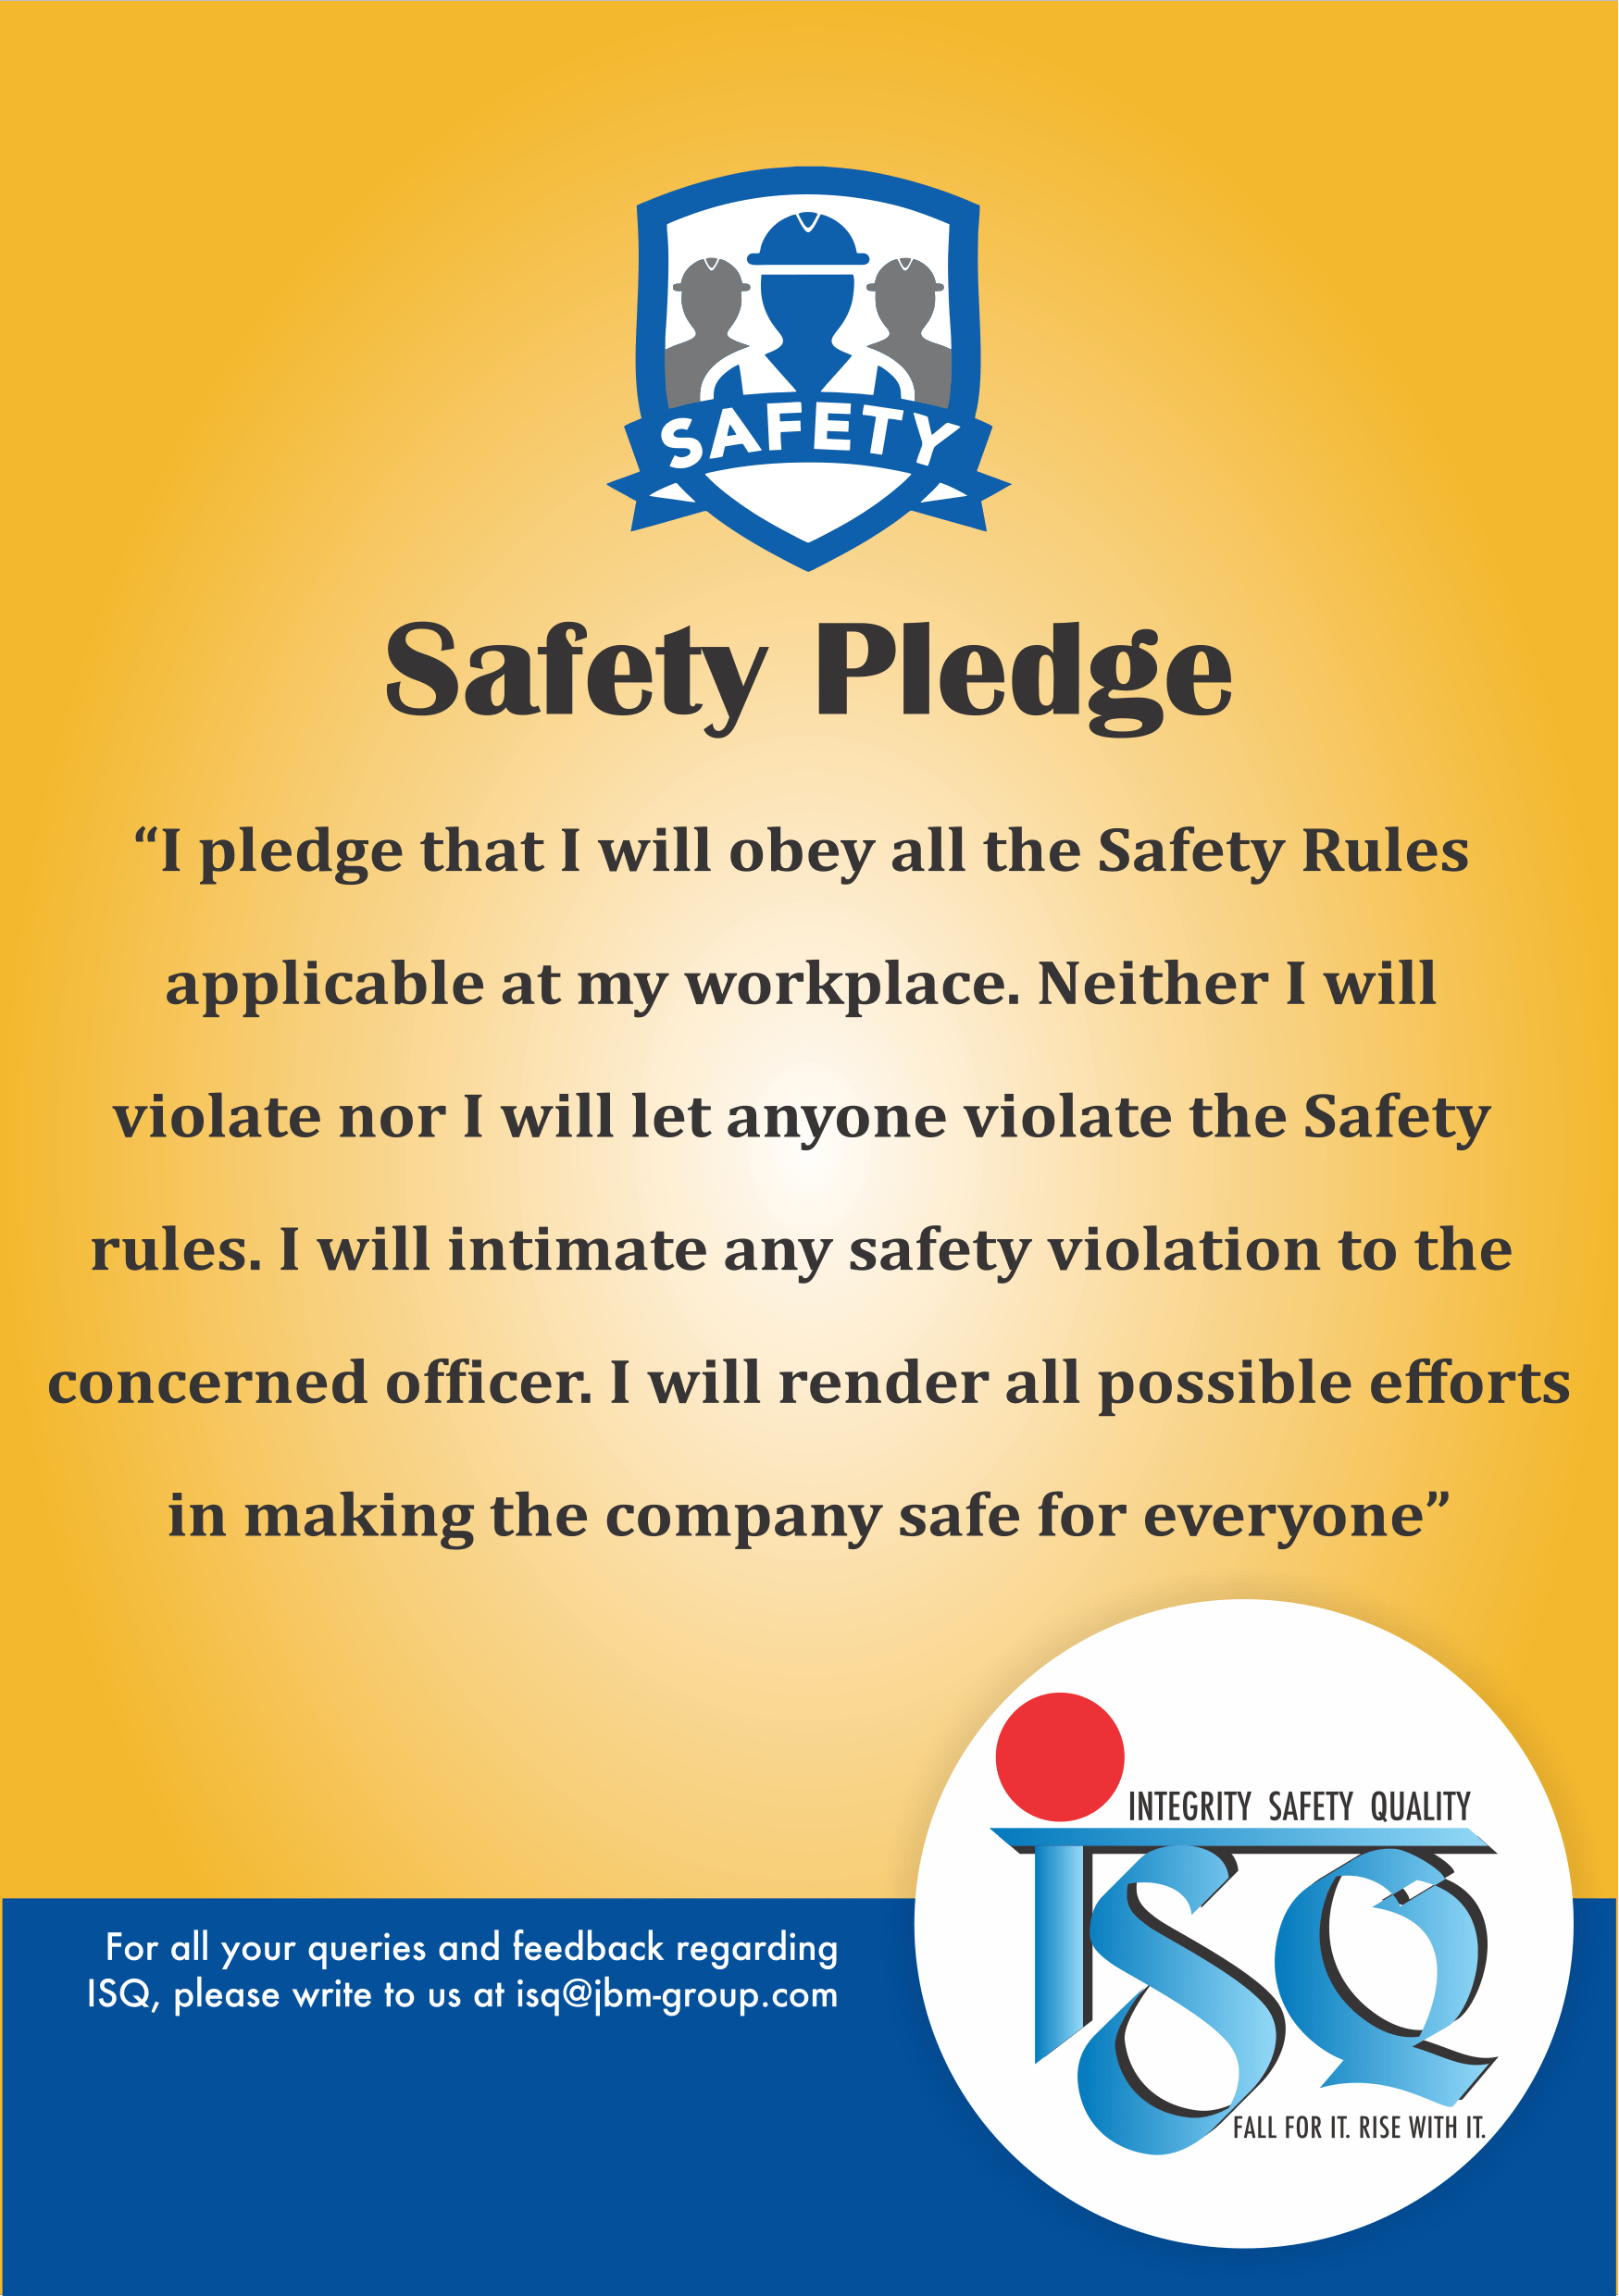 SAFETY
Safety Pledge
“I pledge that I will obey all the Safety Rules
applicable at my workplace. Neither I will
violate nor I will let anyone violate the Safety
rules. I will intimate any safety violation to the
concerned officer. I will render all possible efforts
in making the company safe for everyone”
INTEGRITY SAFETY QUALITY
iSQ
FALL FOR IT. RISE WITH IT.
For all your queries and feedback regarding
ISQ, please write to us at isq@jbm-group.com